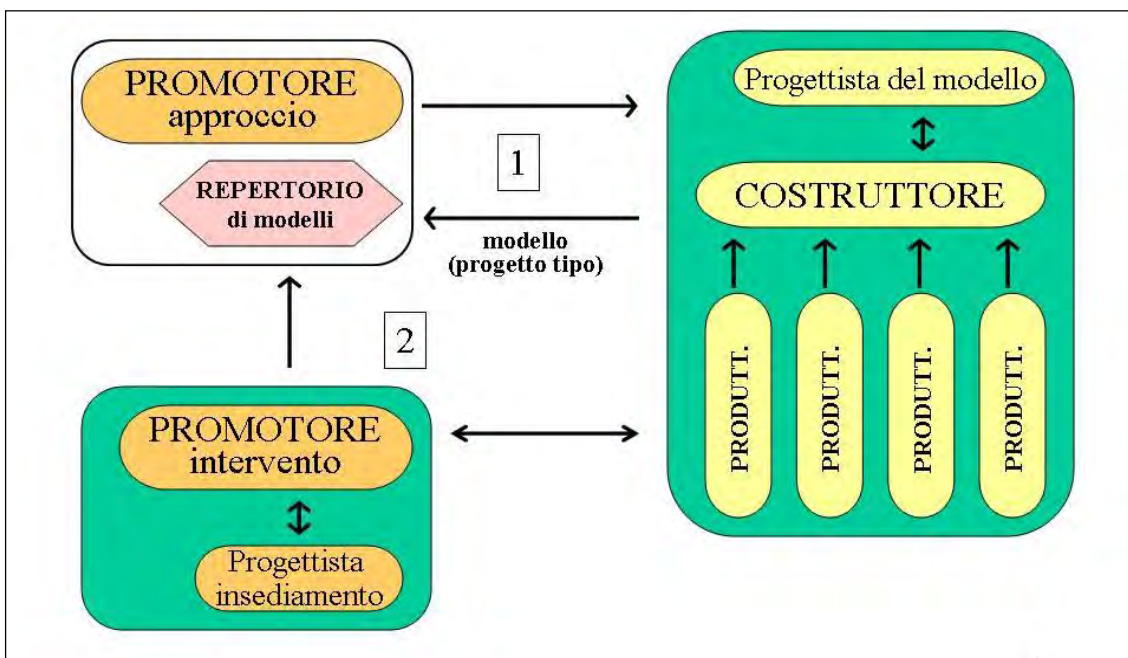 PROMOTORE
approccio
REPERTORIO
di modelli
1
modello
(progetto tipo)
Progettista del modello
COSTRUTTORE
PRODUTT.
PRODUTT.
PRODUTT.
PRODUTT.
2
PROMOTORE
intervento
Progettista
insediamento